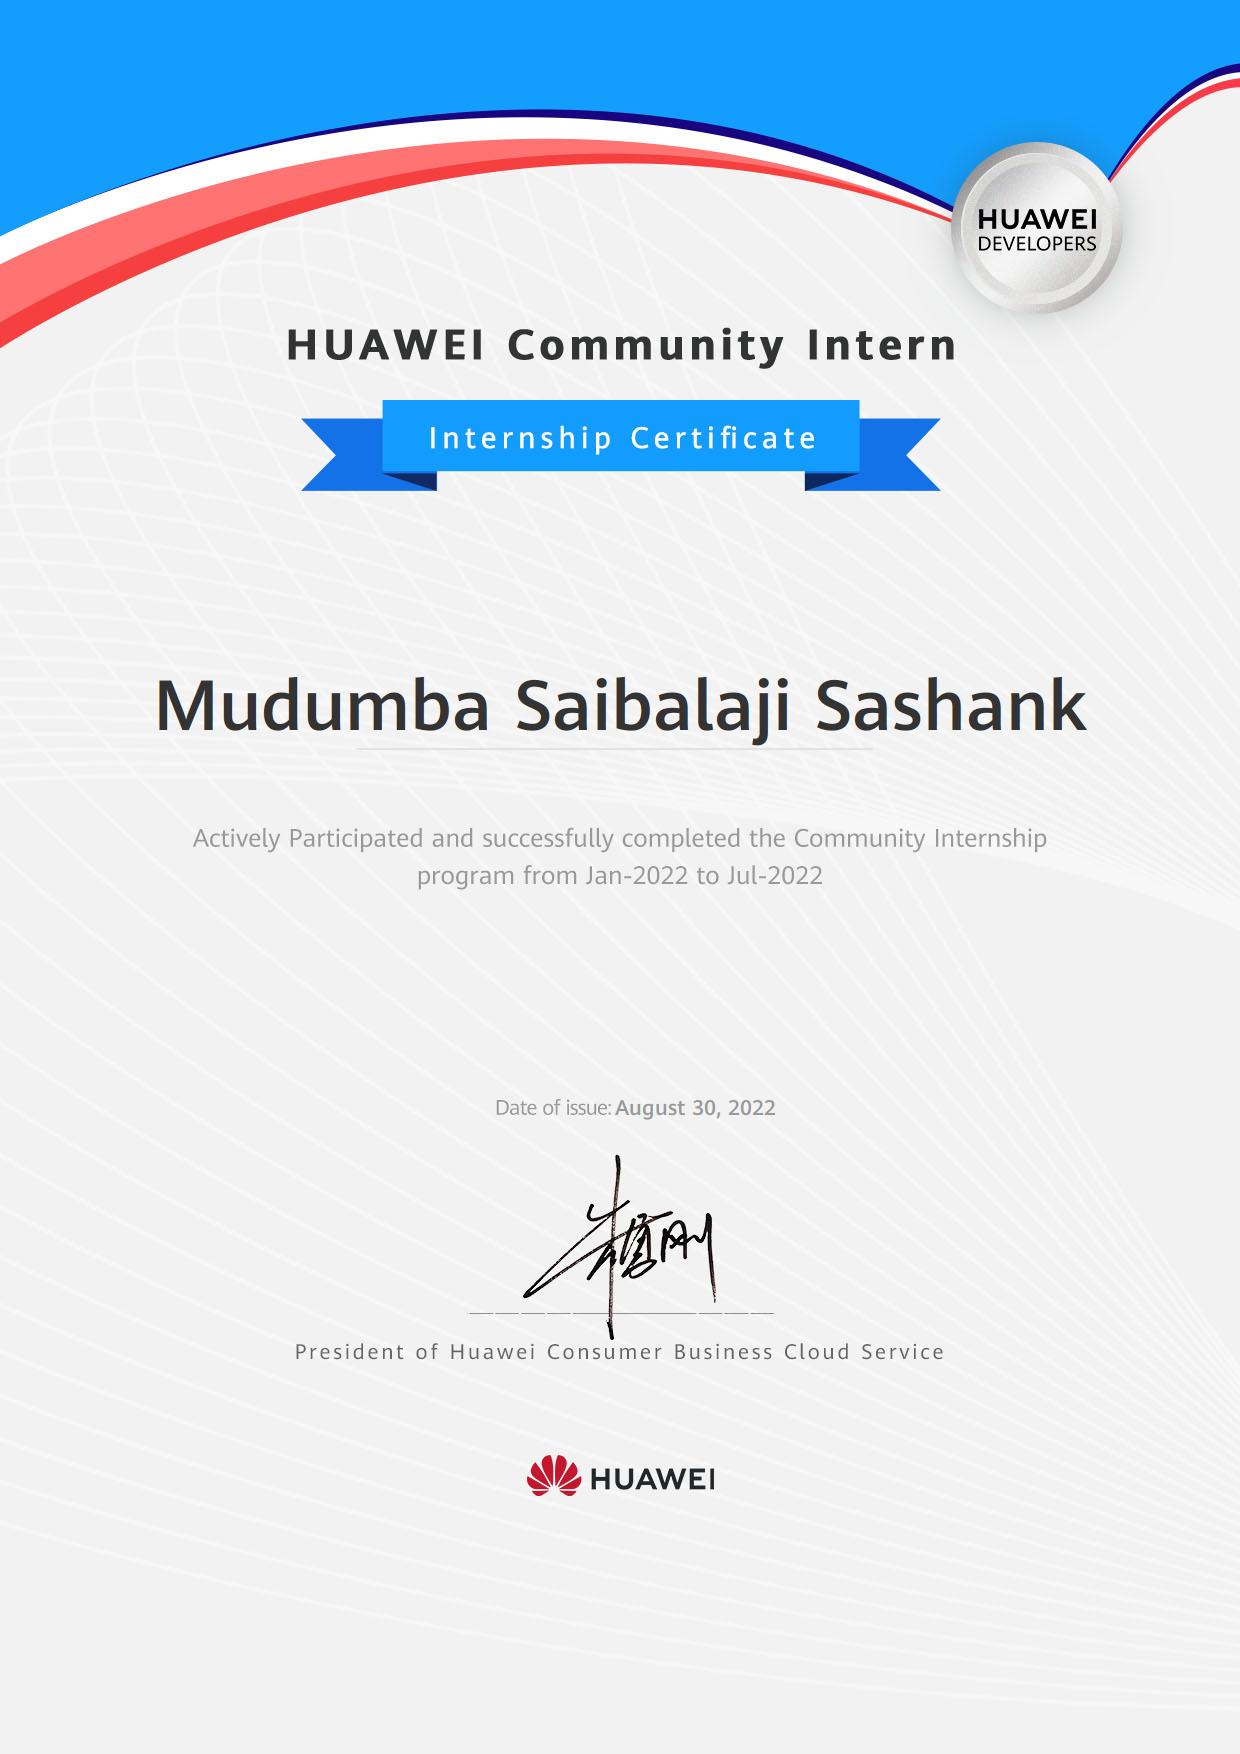 HUAWEI
DEVELOPERS
HUAWEI Community Intern
Internship Certificate
Mudumba Saibalaji Sashank
Actively Participated and successfully completed the Community Internship
program from Jan-2022 to Jul-2022
Date of issue: August 30, 2022
President of Huawei Consumer Business Cloud Service
HUAWEI